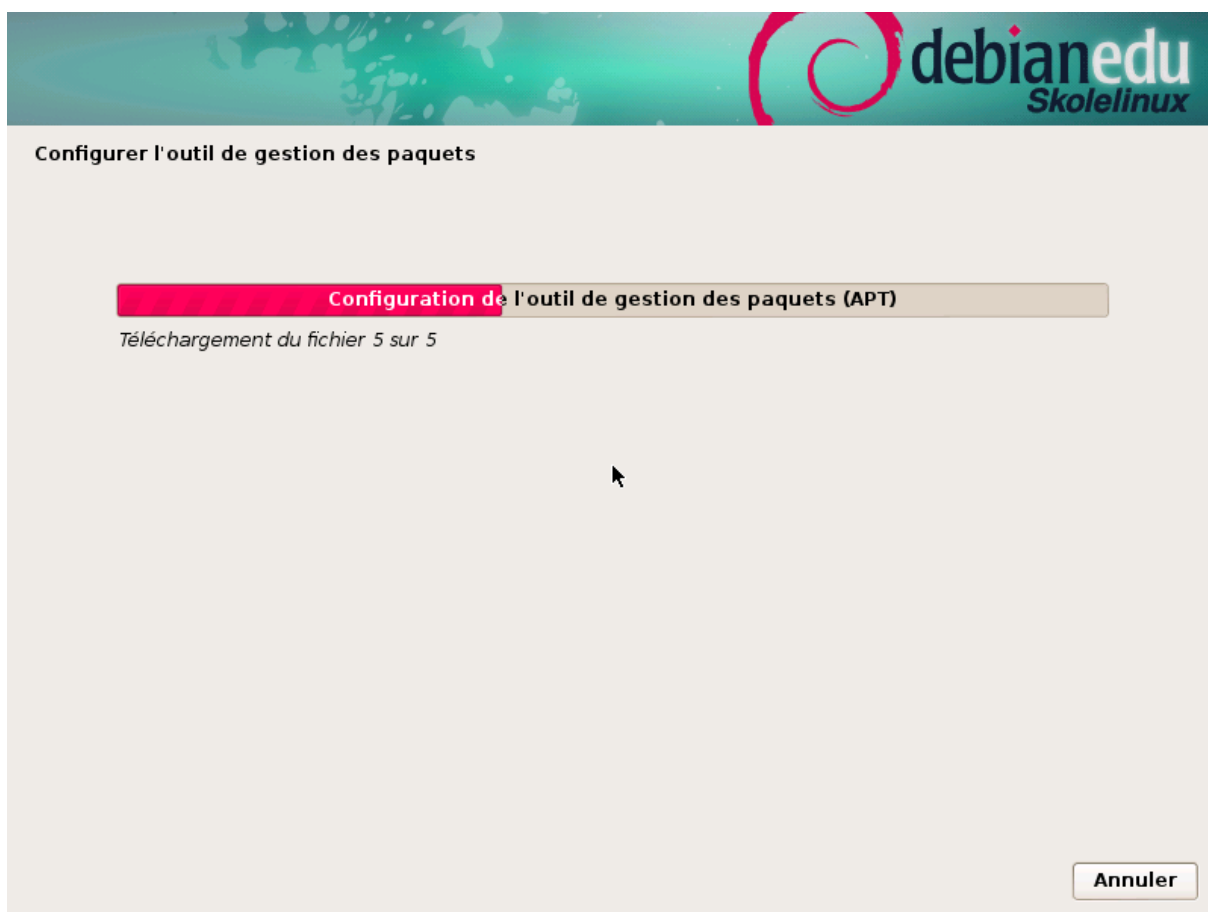 debianedu
Skolelinux
Configurer l'outil de gestion des paquets
Configuration de l'outil de gestion des paquets (APT)
Téléchargement du fichier 5 sur 5
Annuler